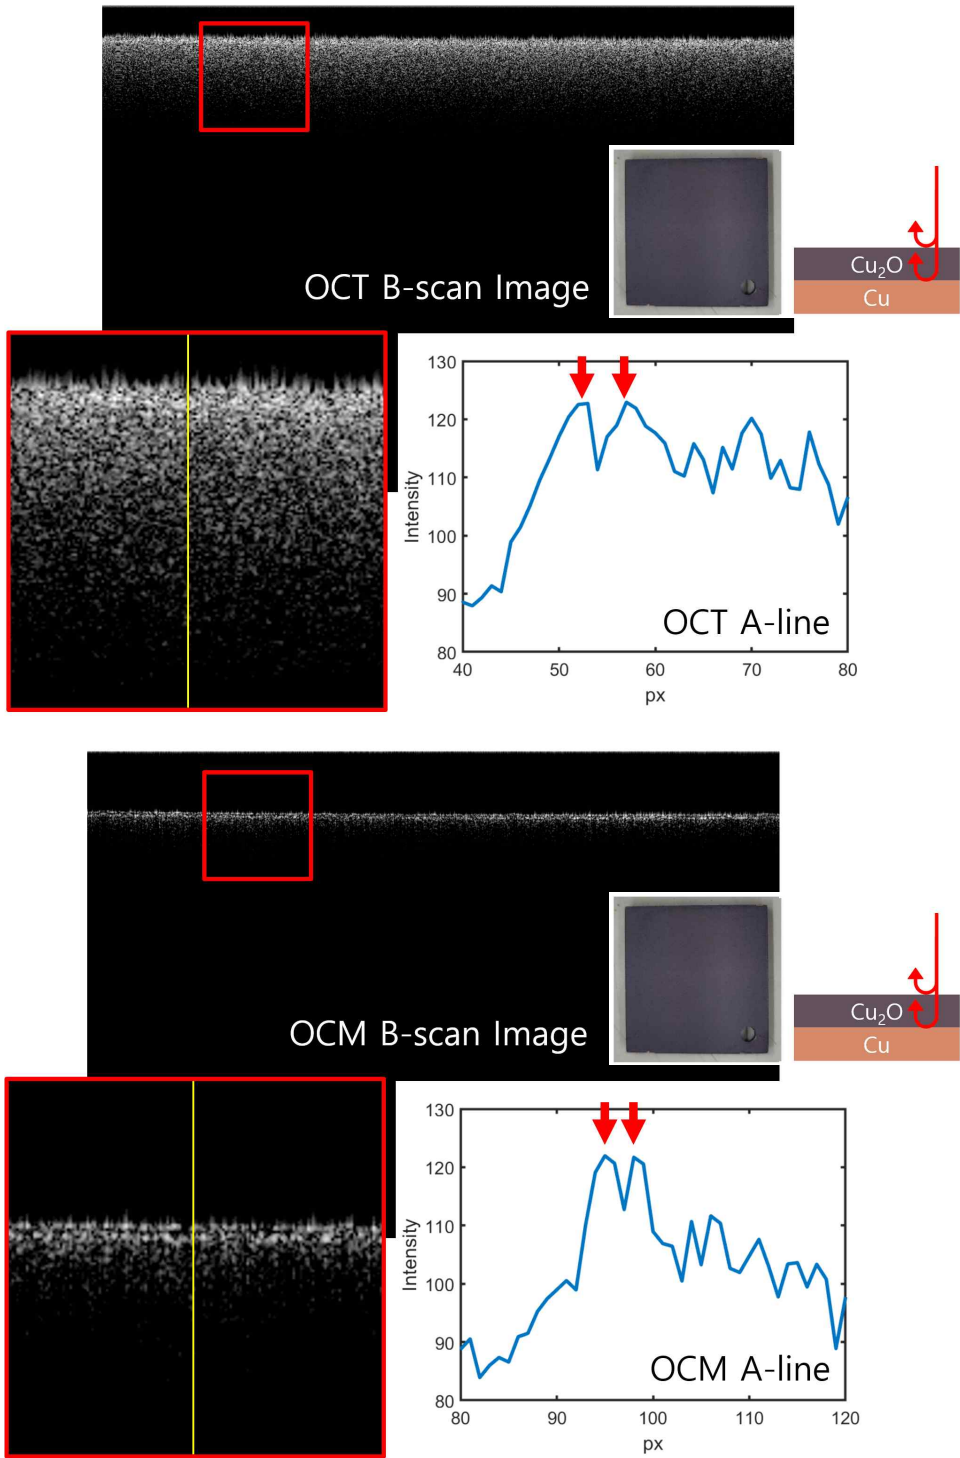 Cu₂O
OCT B-scan Image
Cu
130
120
110
100
90
80
Intensity
OCT A-line
40
50
60
70
80
px
Cu₂O
OCM B-scan Image
Cu
130
120
110
100
90
80
Intensity
OCM A-line
80
90
100
110
120
px